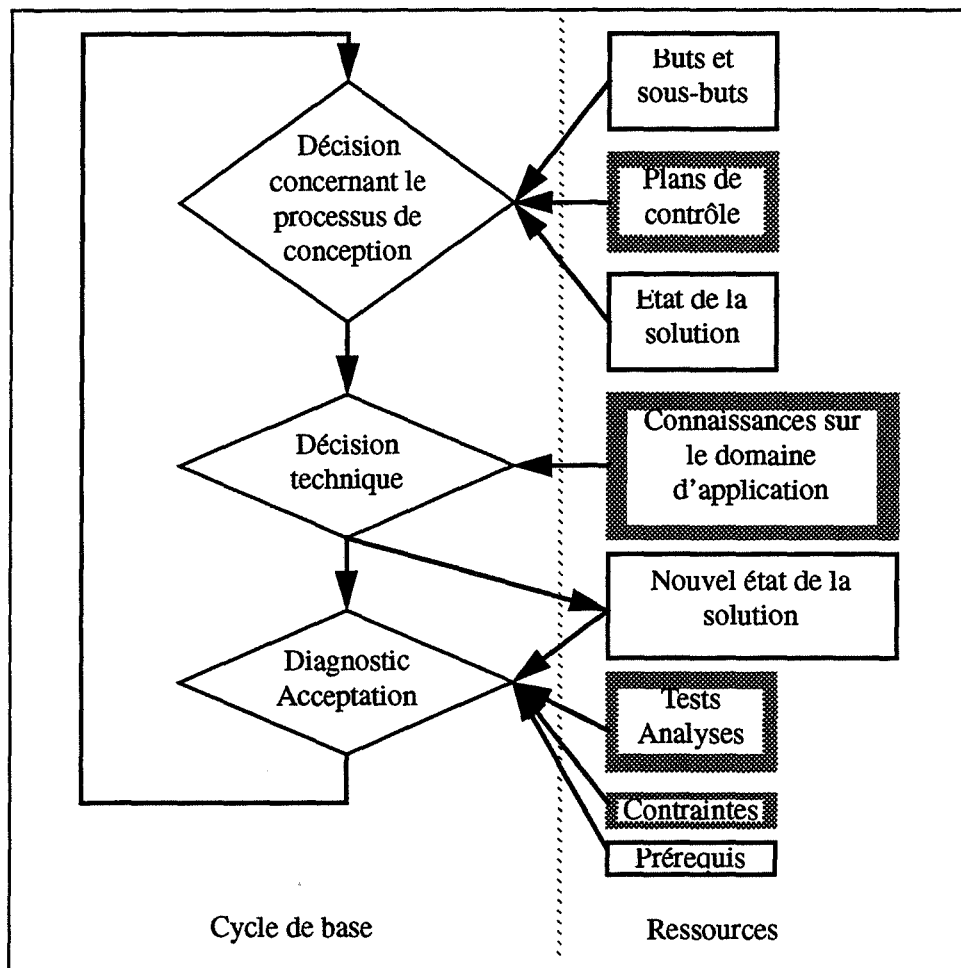 Buts et
sous-buts
Décision
concernant le
processus de
conception
Plans de
contrôle
Etat de la
solution
Décision
technique
Connaissances sur
le domaine
d’application
Nouvel état de la
solution
Diagnostic
Acceptation
Tests
Analyses
Contraintes
Prérequis
Cycle de base
Ressources